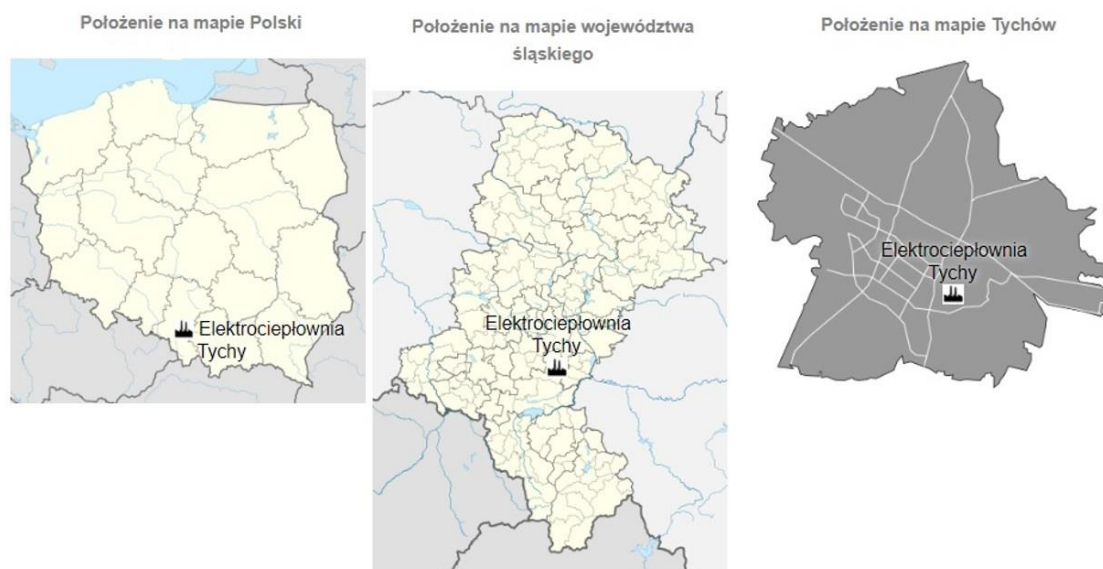 Położenie na mapie Polski
Elektrociepłownia
Tychy
Położenie na mapie województwa
śląskiego
Elektrociepłownia
Tychy
Położenie na mapie Tychów
Elektrociepłownia
Tychy